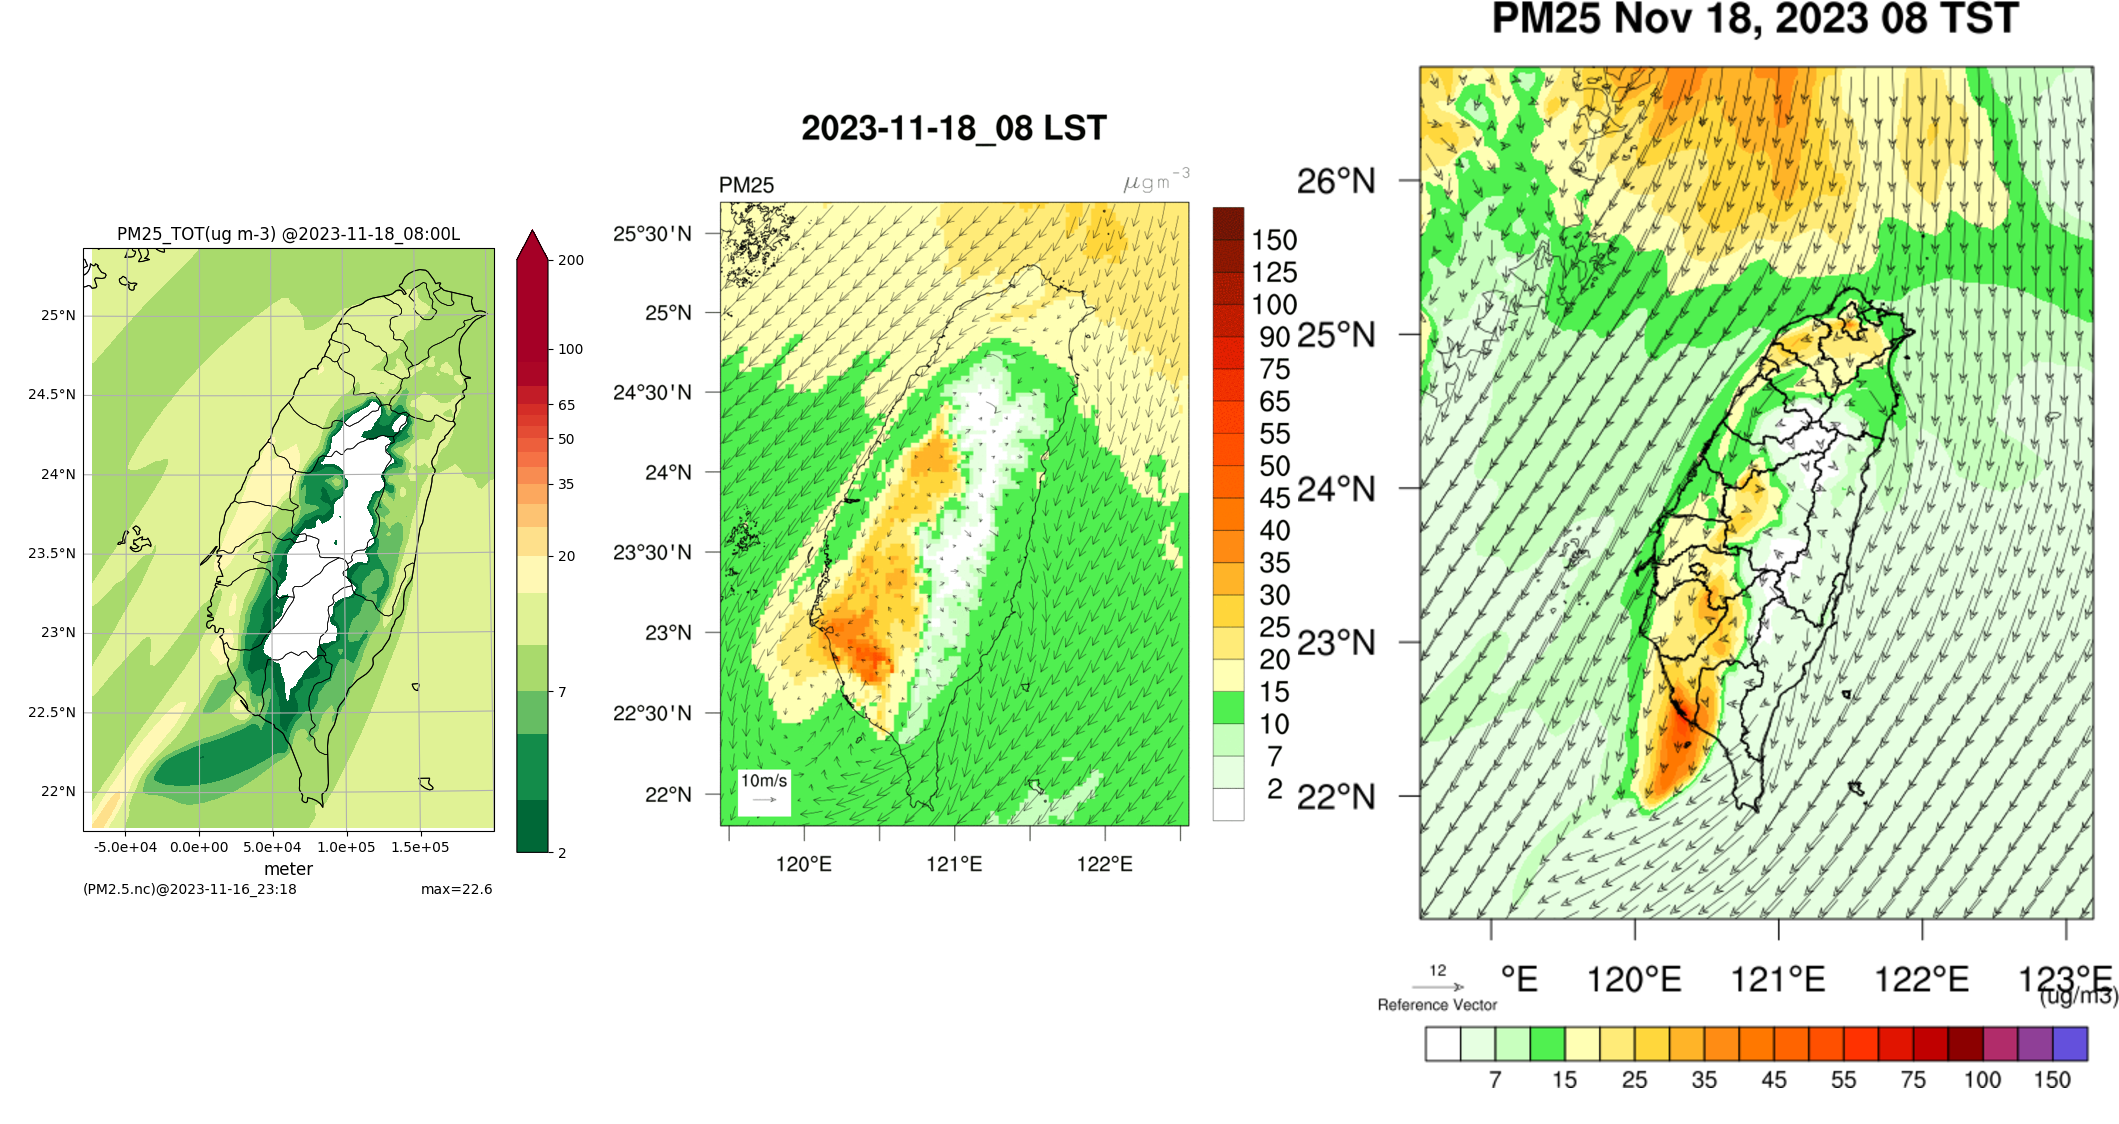 PM25_TOT(ug m-3) @2023-11-18_08:00L
25°N
24.5°N
24°N
23.5°N
23°N
22.5°N
22°N
-5.0e+04 0.0e+00 5.0e+04 1.0e+05 1.5e+05
meter
(PM2.5.nc)@2023-11-16_23:18 max=22.6
200
100
65
50
35
20
7
2
2023-11-18_08 LST
PM25 μgm-3
25°30'N
25°N
24°30'N
24°N
23°30'N
23°N
22°30'N
22°N
10m/s
120°E 121°E 122°E
150
125
100
90
75
65
55
50
45
40
35
30
25
20
15
10
7
2
PM25 Nov 18, 2023 08 TST
26°N
25°N
24°N
23°N
22°N
°E 120°E 121°E 122°E 123°E
12
Reference Vector
(ug/m3)
7 15 25 35 45 55 75 100 150